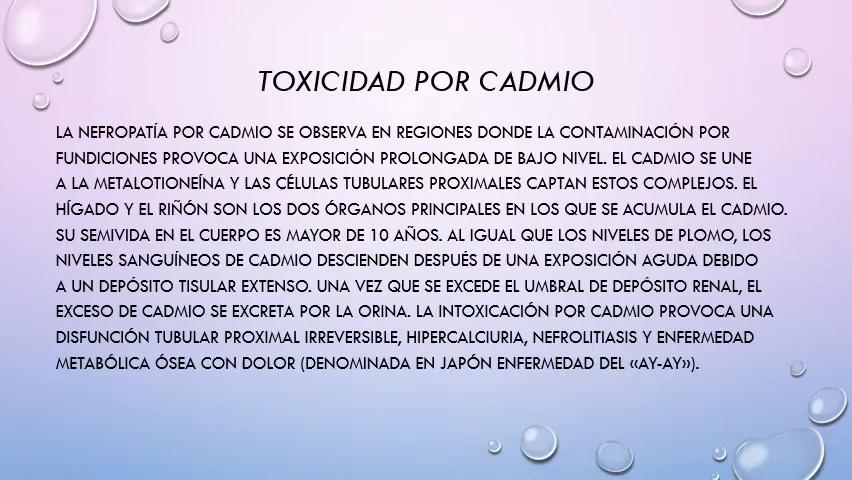 TOXICIDAD POR CADMIO
LA NEFROPATÍA POR CADMIO SE OBSERVA EN REGIONES DONDE LA CONTAMINACIÓN POR
FUNDICIONES PROVOCA UNA EXPOSICIÓN PROLONGADA DE BAJO NIVEL. EL CADMIO SE UNE
A LA METALOTIONEÍNA Y LAS CÉLULAS TUBULARES PROXIMALES CAPTAN ESTOS COMPLEJOS. EL
HÍGADO Y EL RIÑÓN SON LOS DOS ÓRGANOS PRINCIPALES EN LOS QUE SE ACUMULA EL CADMIO.
SU SEMIVIDA EN EL CUERPO ES MAYOR DE 10 AÑOS. AL IGUAL QUE LOS NIVELES DE PLOMO, LOS
NIVELES SANGUÍNEOS DE CADMIO DESCIENDEN DESPUÉS DE UNA EXPOSICIÓN AGUDA DEBIDO
A UN DEPÓSITO TISULAR EXTENSO. UNA VEZ QUE SE EXCEDE EL UMBRAL DE DEPÓSITO RENAL, EL
EXCESO DE CADMIO SE EXCRETA POR LA ORINA. LA INTOXICACIÓN POR CADMIO PROVOCA UNA
DISFUNCIÓN TUBULAR PROXIMAL IRREVERSIBLE, HIPERCALCIURIA, NEFROLITIASIS Y ENFERMEDAD
METABÓLICA ÓSEA CON DOLOR (DENOMINADA EN JAPÓN ENFERMEDAD DEL «AY-AY»).